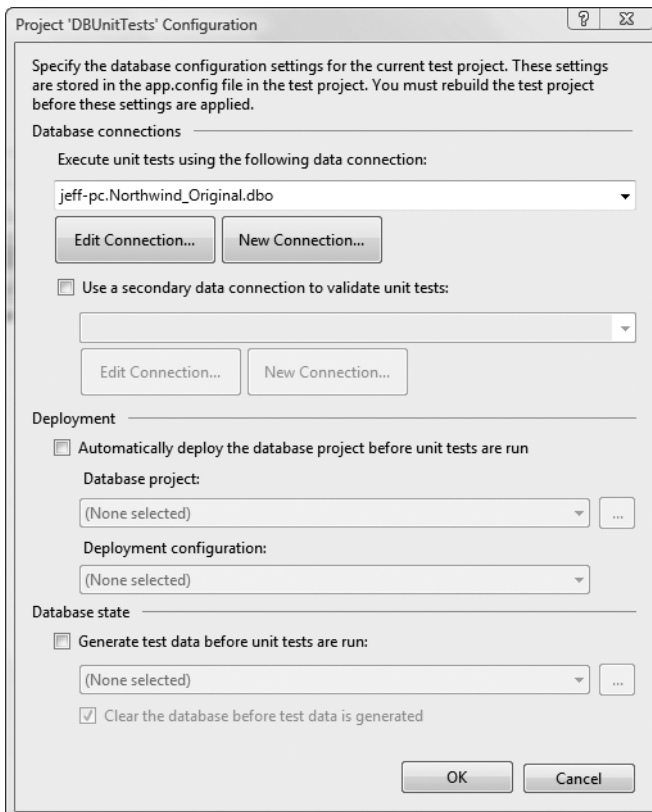 Project 'DBUnitTests' Configuration
Specify the database configuration settings for the current test project. These settings
are stored in the app.config file in the test project. You must rebuild the test project
before these settings are applied.
Database connections
Execute unit tests using the following data connection:
jeff-pc.Northwind_Original.dbo
Edit Connection... New Connection...
Use a secondary data connection to validate unit tests:
Edit Connection... New Connection...
Deployment
Automatically deploy the database project before unit tests are run
Database project:
(None selected) ...
Deployment configuration:
(None selected)
Database state
Generate test data before unit tests are run:
(None selected) ...
Clear the database before test data is generated
OK Cancel